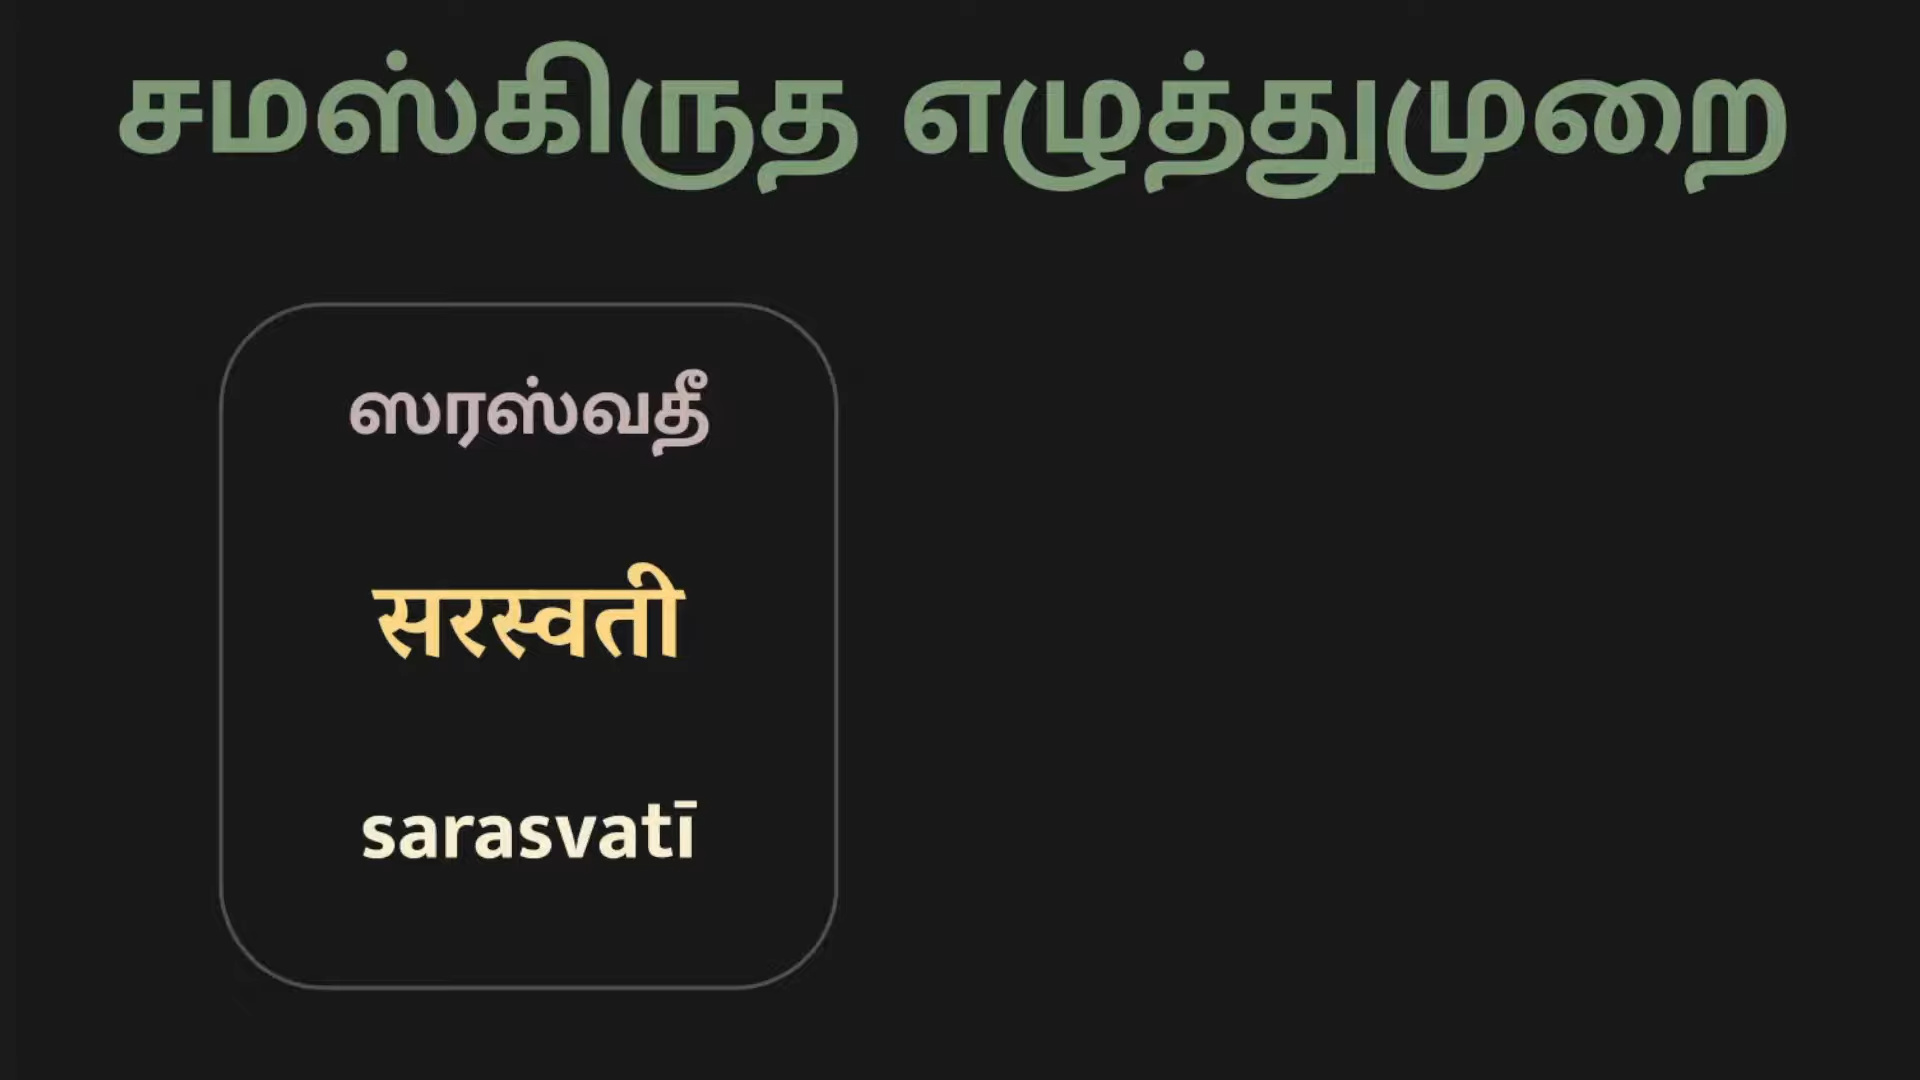 சமஸ்கிருத எழுத்துமுறை
ஸரஸ்வதீ
सरस्वती
sarasvatī